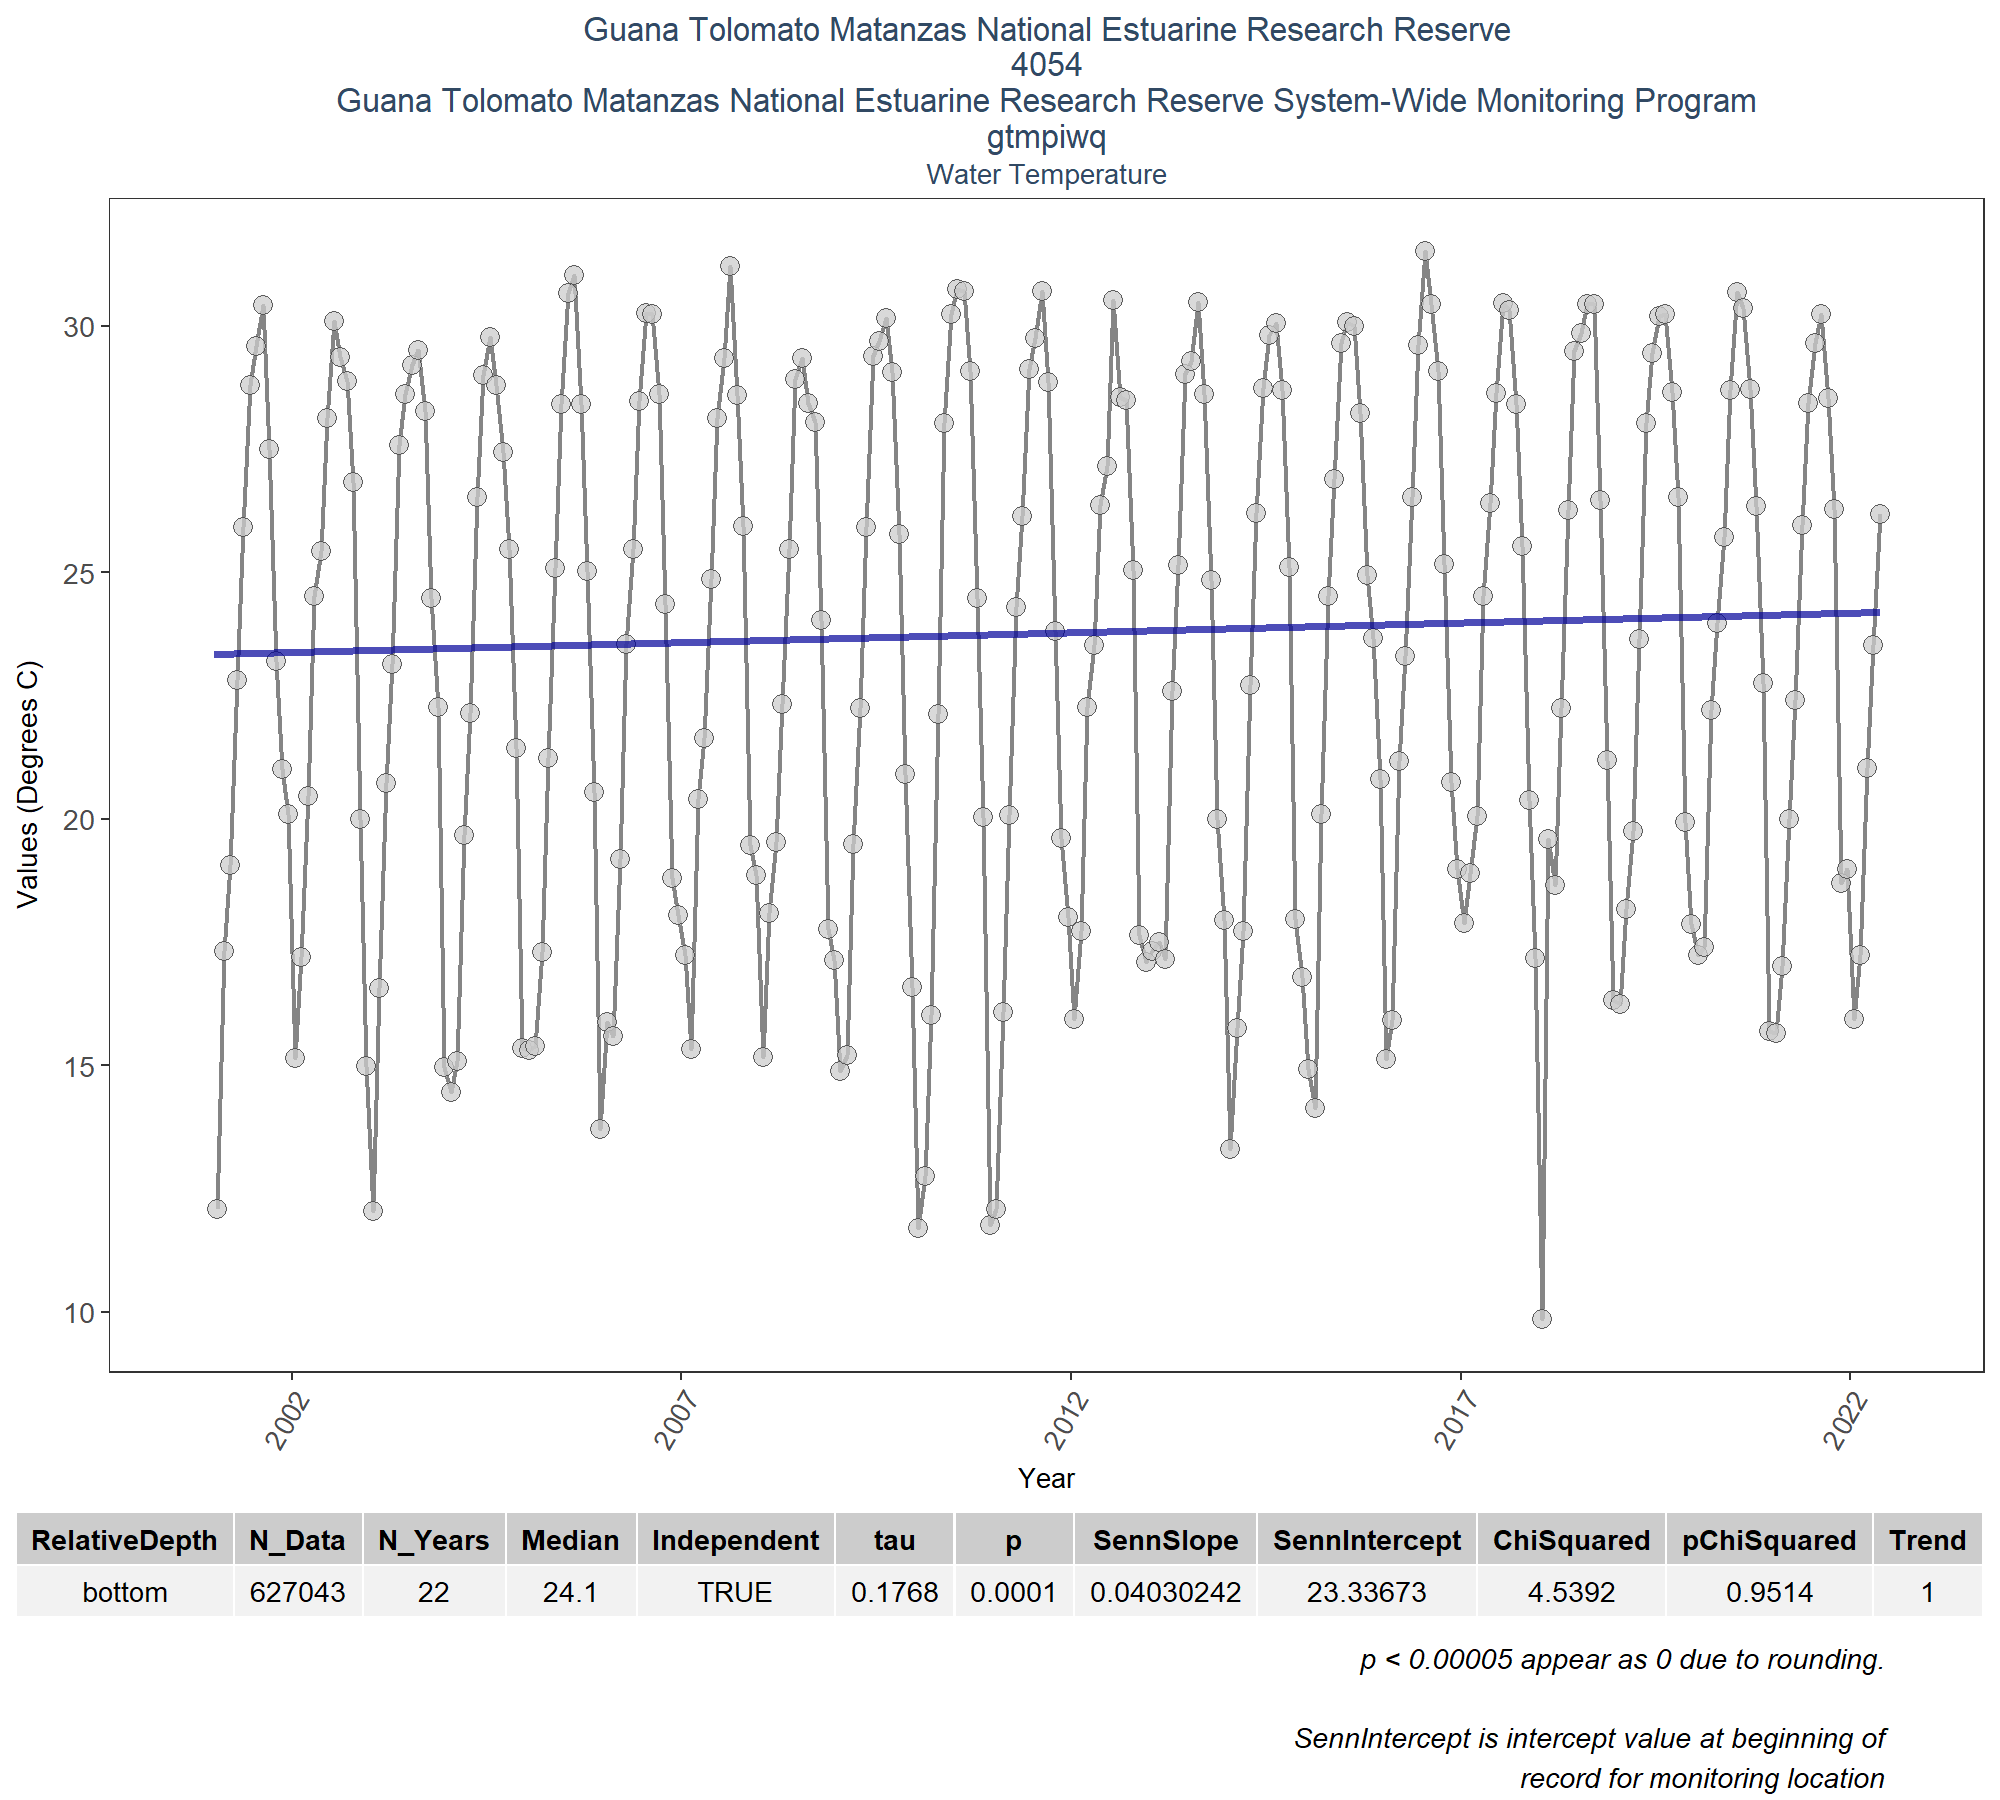 Guana Tolomato Matanzas National Estuarine Research Reserve
4054
Guana Tolomato Matanzas National Estuarine Research Reserve System-Wide Monitoring Program
gtmpiwq
Water Temperature
Values (Degrees C)
30
25
20
15
10
2002
2007
2012
2017
2022
Year
RelativeDepth N_Data N_Years Median Independent tau p SennSlope SennIntercept ChiSquared pChiSquared Trend
bottom 627043 22 24.1 TRUE 0.1768 0.0001 0.04030242 23.33673 4.5392 0.9514 1
p < 0.00005 appear as 0 due to rounding.
SennIntercept is intercept value at beginning of
record for monitoring location